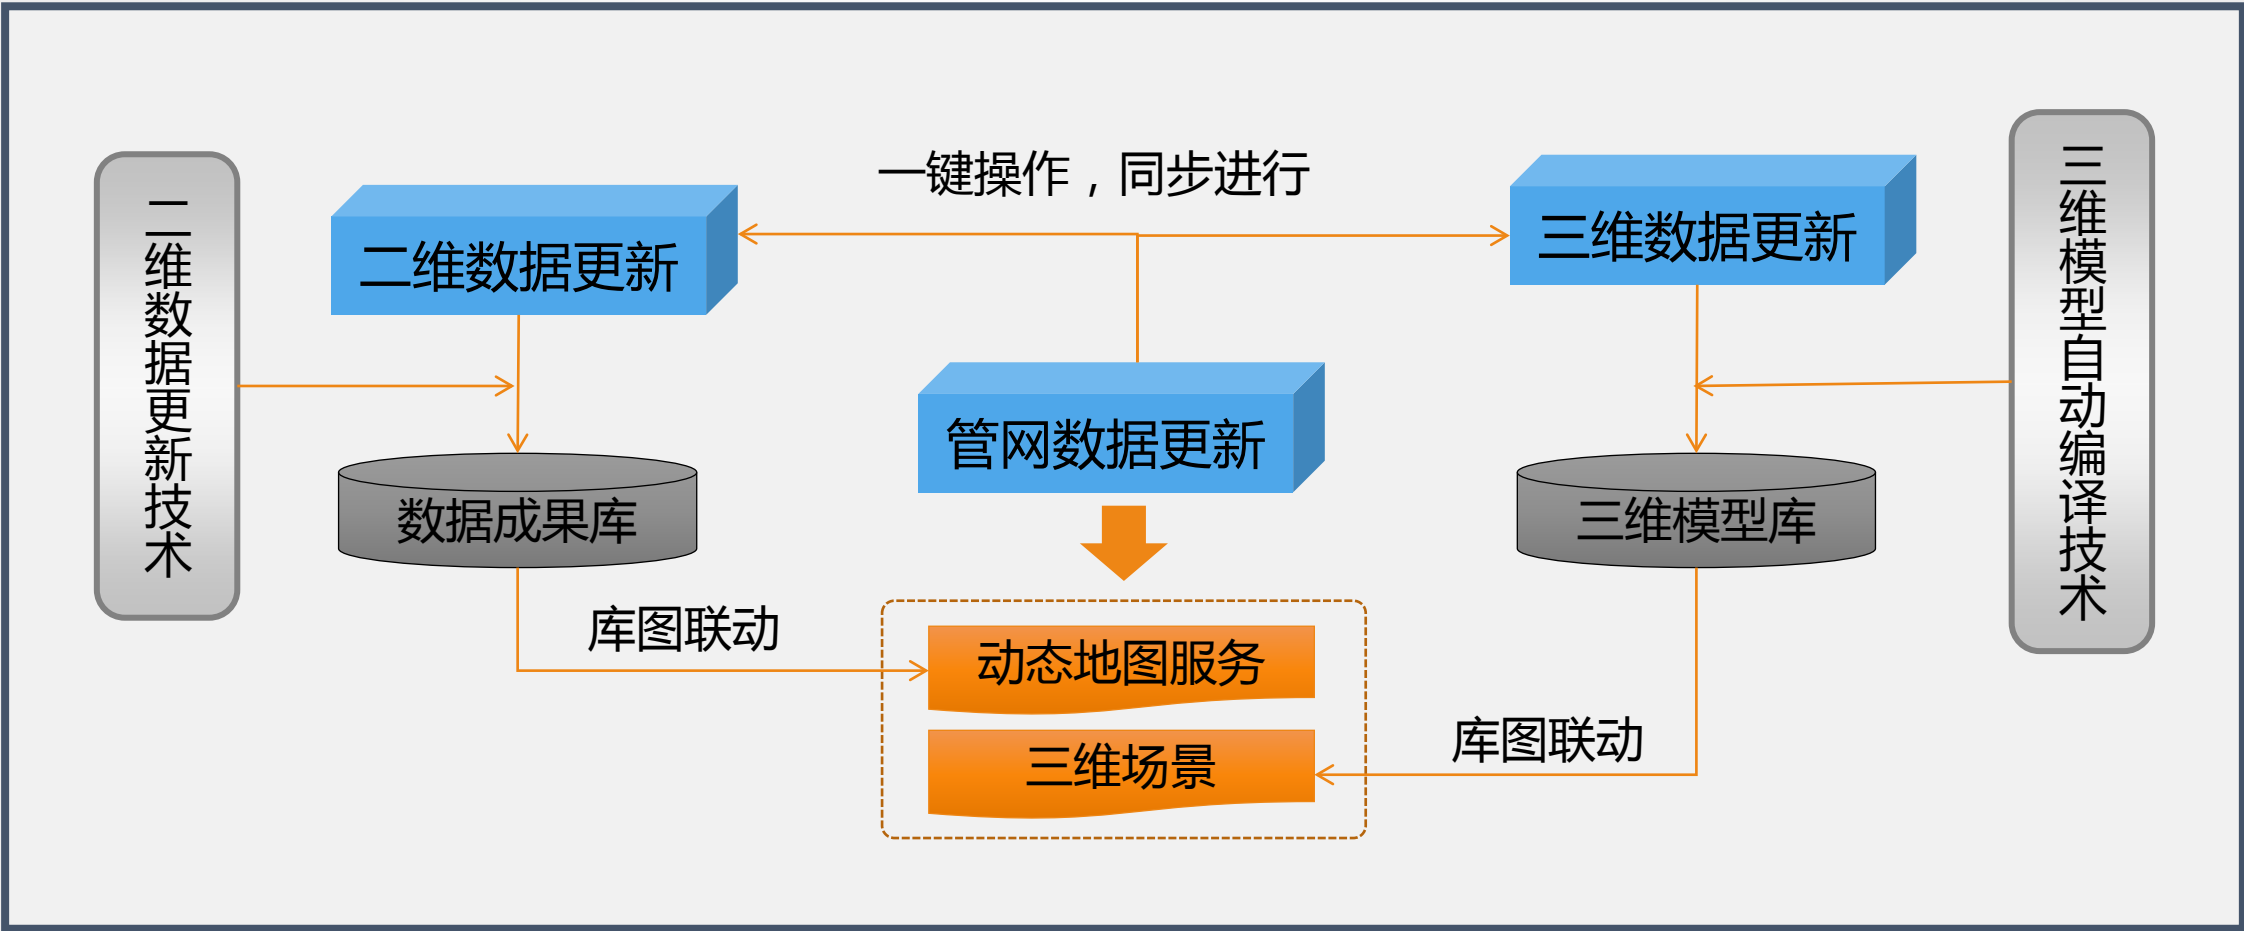 一键操作，同步进行
二维数据更新技术
二维数据更新
三维数据更新
三维模型自动编译技术
管网数据更新
数据成果库
三维模型库
库图联动
动态地图服务
三维场景
库图联动